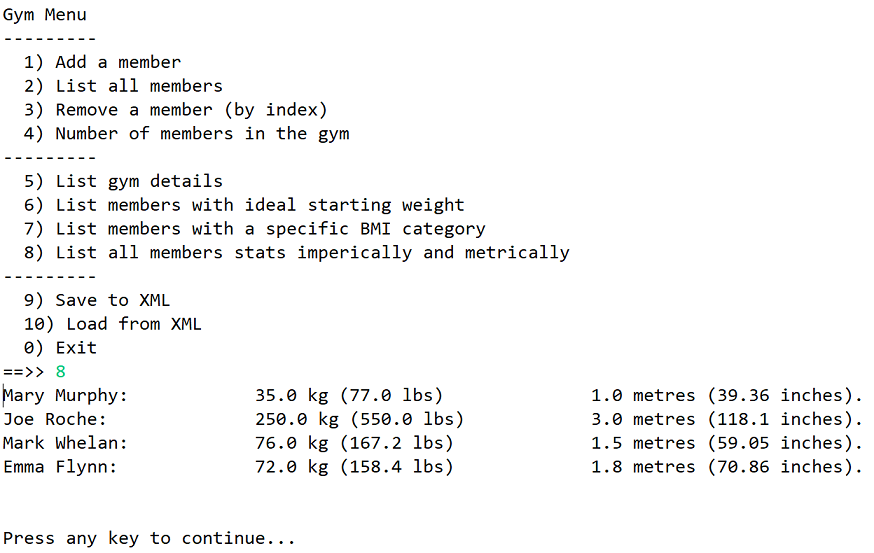 Gym Menu
---------
  1) Add a member
  2) List all members
  3) Remove a member (by index)
  4) Number of members in the gym
---------
  5) List gym details
  6) List members with ideal starting weight
  7) List members with a specific BMI category
  8) List all members stats imperically and metrically
---------
  9) Save to XML
  10) Load from XML
  0) Exit
==>> 8
Mary Murphy:            35.0 kg (77.0 lbs)              1.0 metres (39.36 inches).
Joe Roche:              250.0 kg (550.0 lbs)            3.0 metres (118.1 inches).
Mark Whelan:            76.0 kg (167.2 lbs)             1.5 metres (59.05 inches).
Emma Flynn:             72.0 kg (158.4 lbs)             1.8 metres (70.86 inches).
Press any key to continue...